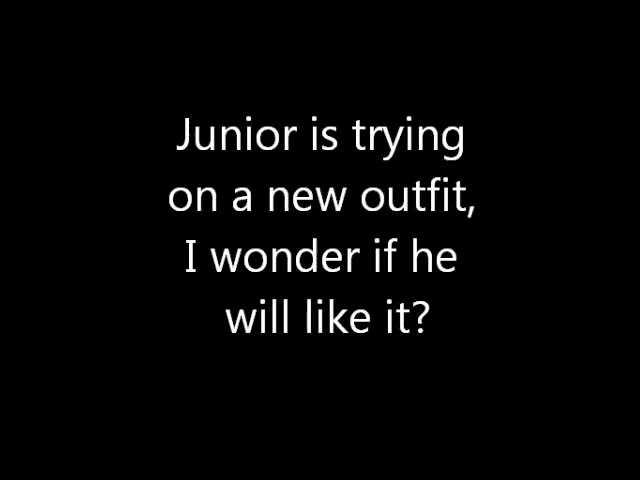 Junior is trying
on a new outfit,
I wonder if he
will like it?